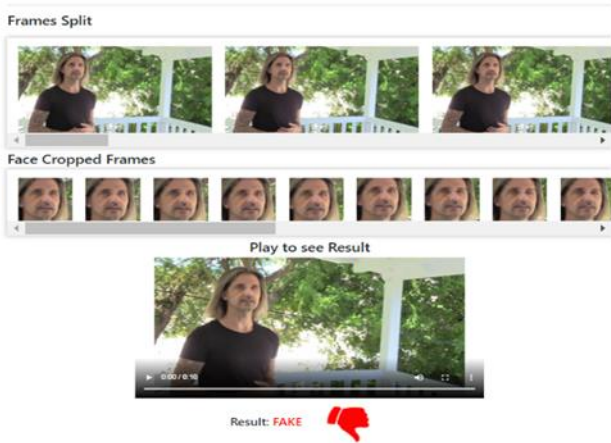 Frames Split
Face Cropped Frames
Play to see Result
0:00 / 0:10
Result: FAKE